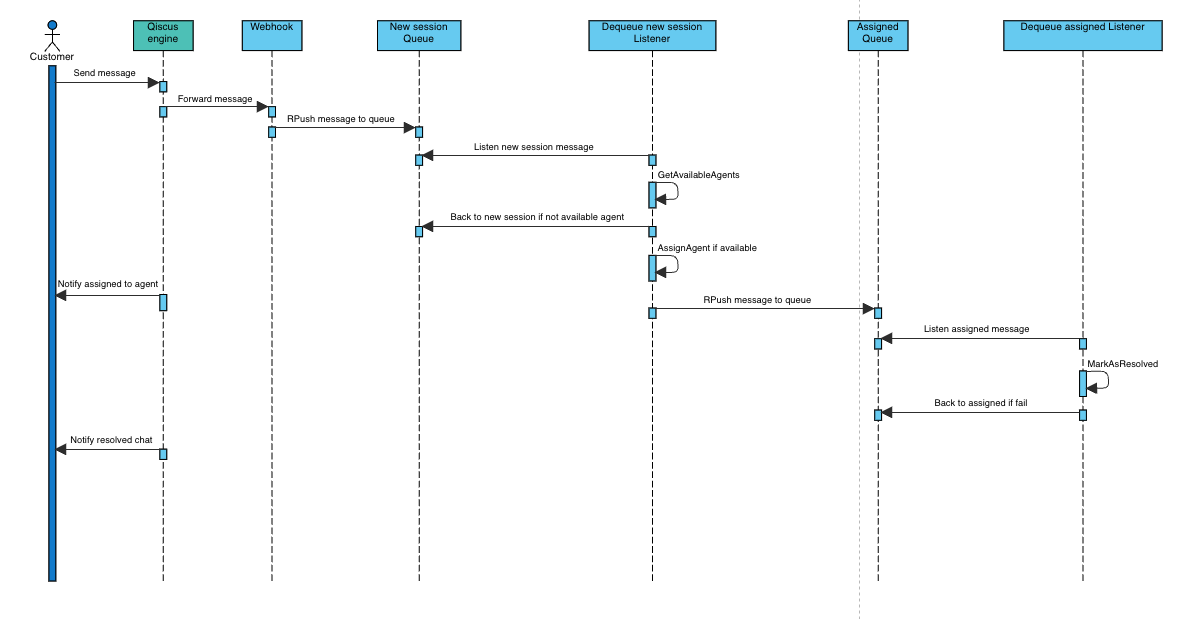 Customer
Qiscus
engine
Webhook
New session
Queue
Dequeue new session
Listener
Assigned
Queue
Dequeue assigned Listener
Send message
Forward message
RPush message to queue
Listen new session message
GetAvailableAgents
Back to new session if not available agent
AssignAgent if available
Notify assigned to agent
RPush message to queue
Listen assigned message
MarkAsResolved
Back to assigned if fail
Notify resolved chat